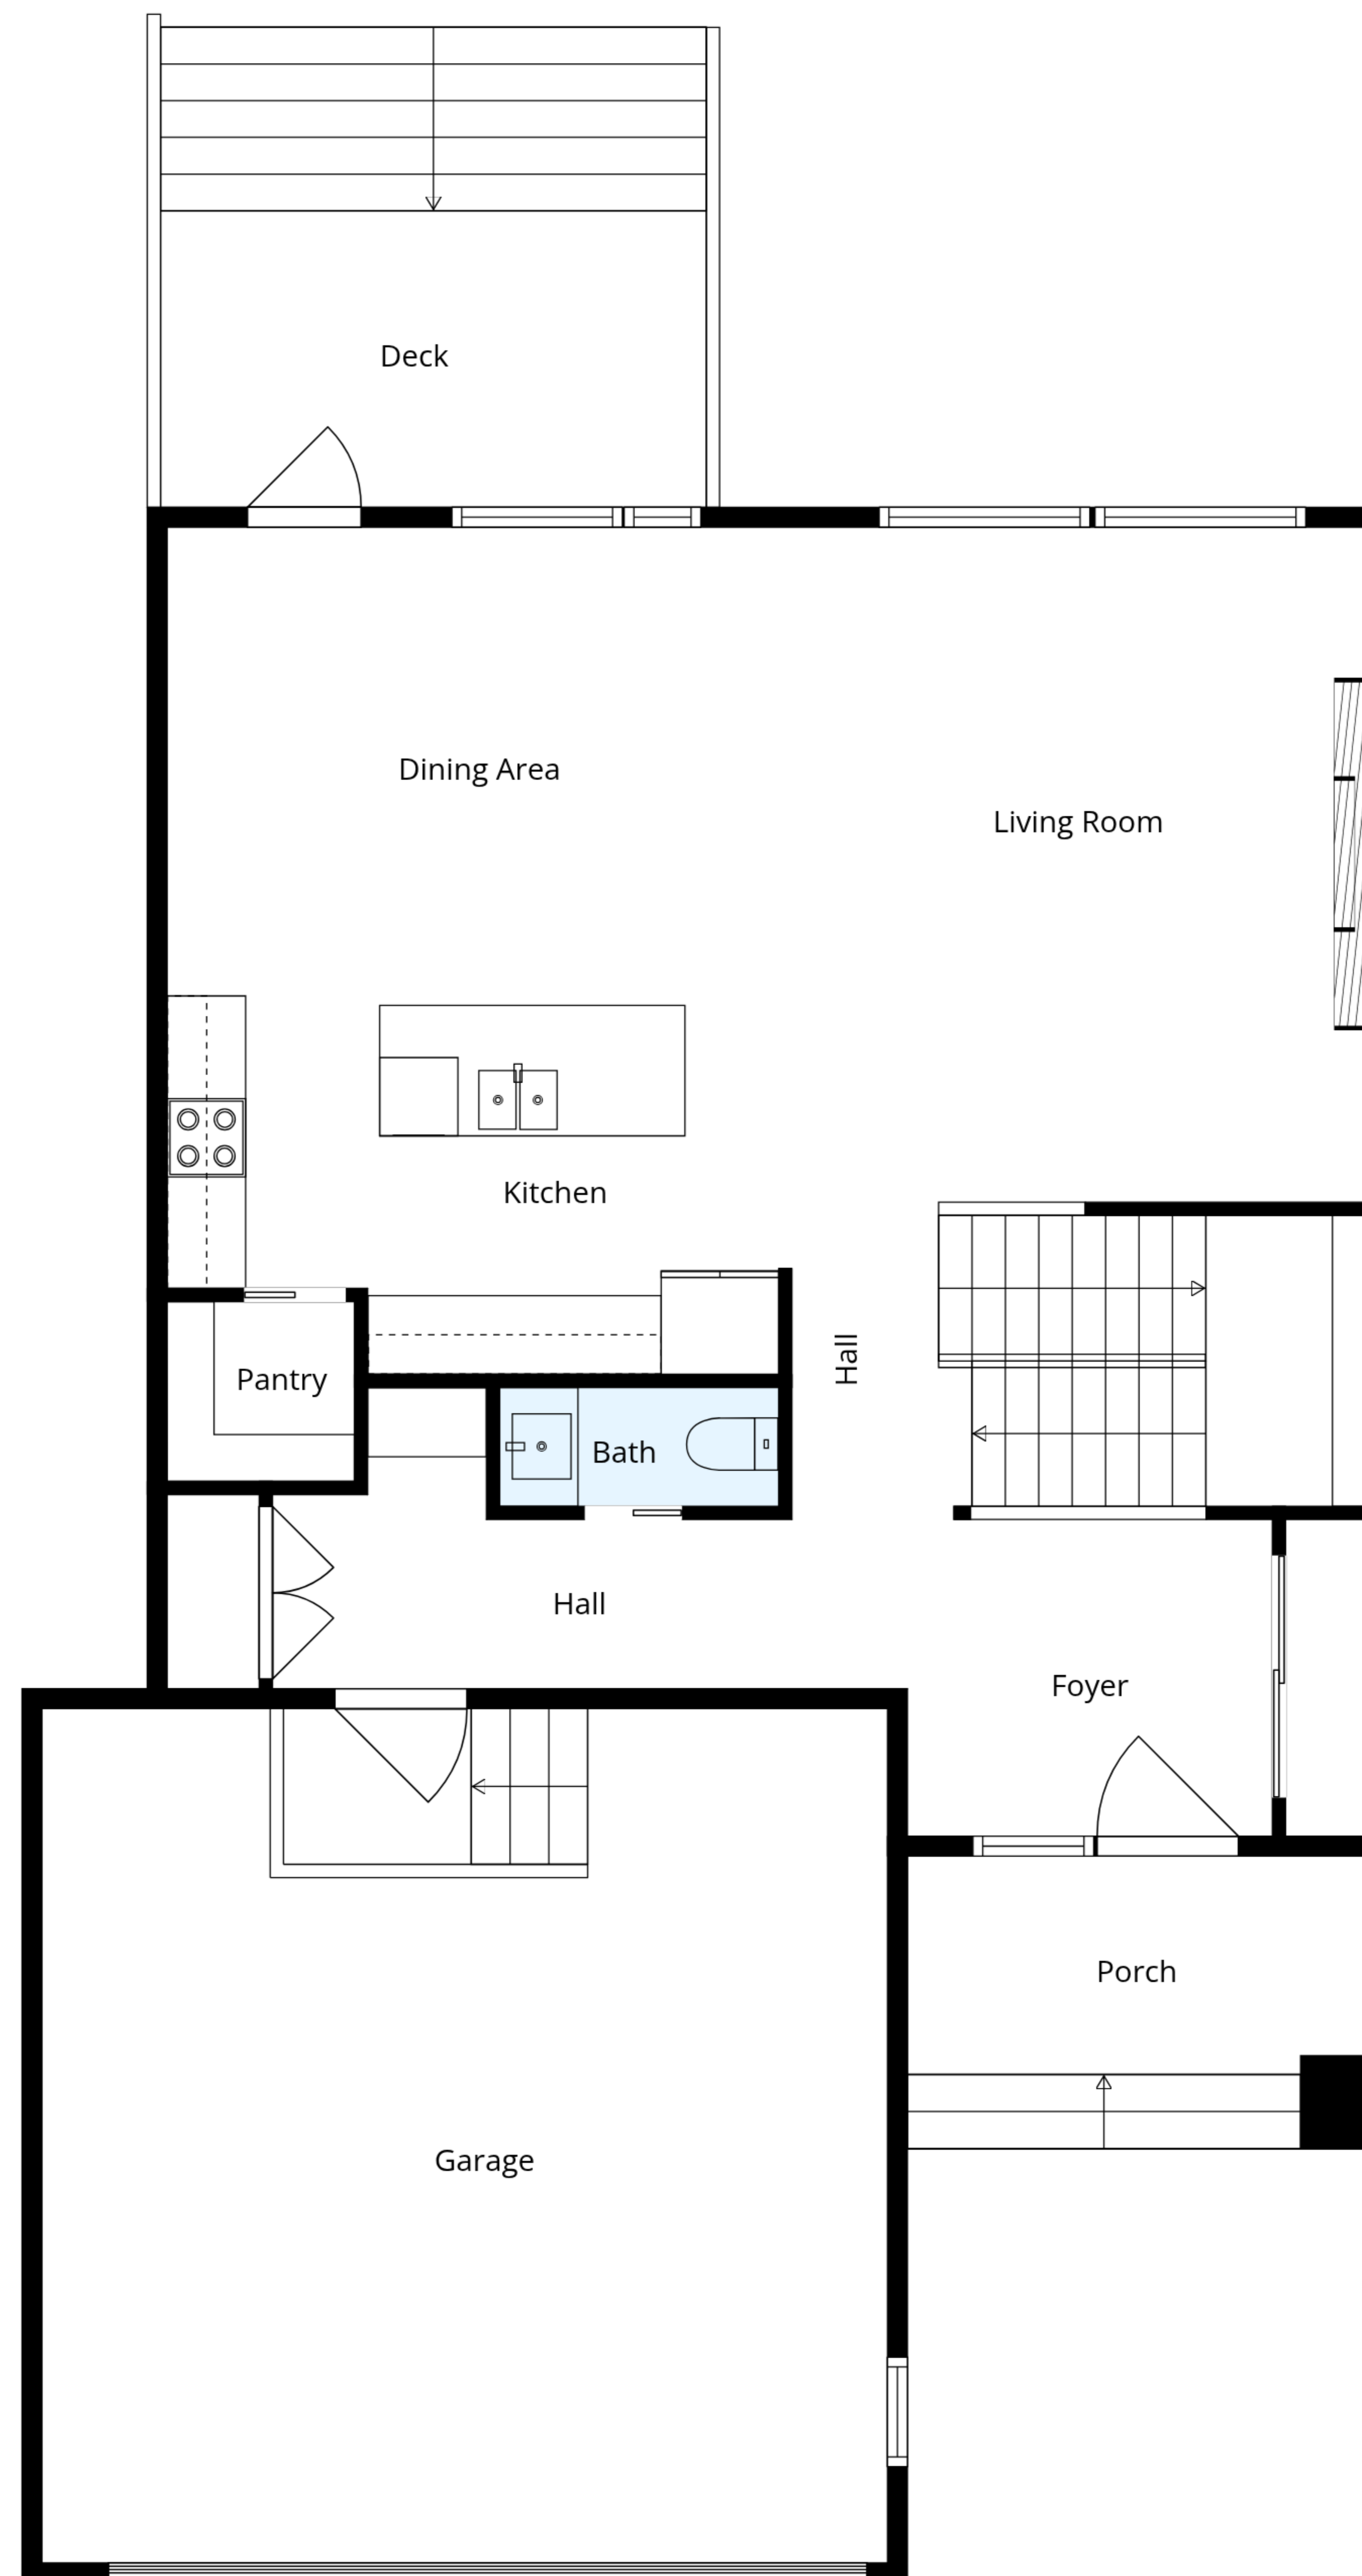 Deck
Dining Area
Living Room
Kitchen
Hall
Pantry
Bath
Hall
Foyer
Porch
Garage